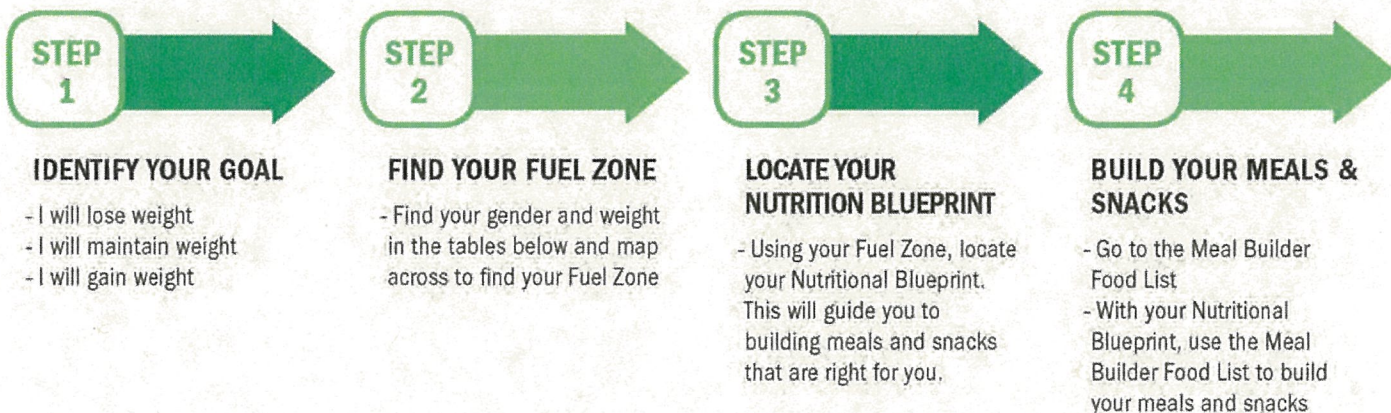 STEP
1
IDENTIFY YOUR GOAL
- I will lose weight
- I will maintain weight
- I will gain weight
STEP
2
FIND YOUR FUEL ZONE
- Find your gender and weight
in the tables below and map
across to find your Fuel Zone
STEP
3
LOCATE YOUR
NUTRITION BLUEPRINT
- Using your Fuel Zone, locate
your Nutritional Blueprint.
This will guide you to
building meals and snacks
that are right for you.
STEP
4
BUILD YOUR MEALS &
SNACKS
- Go to the Meal Builder
Food List
- With your Nutritional
Blueprint, use the Meal
Builder Food List to build
your meals and snacks